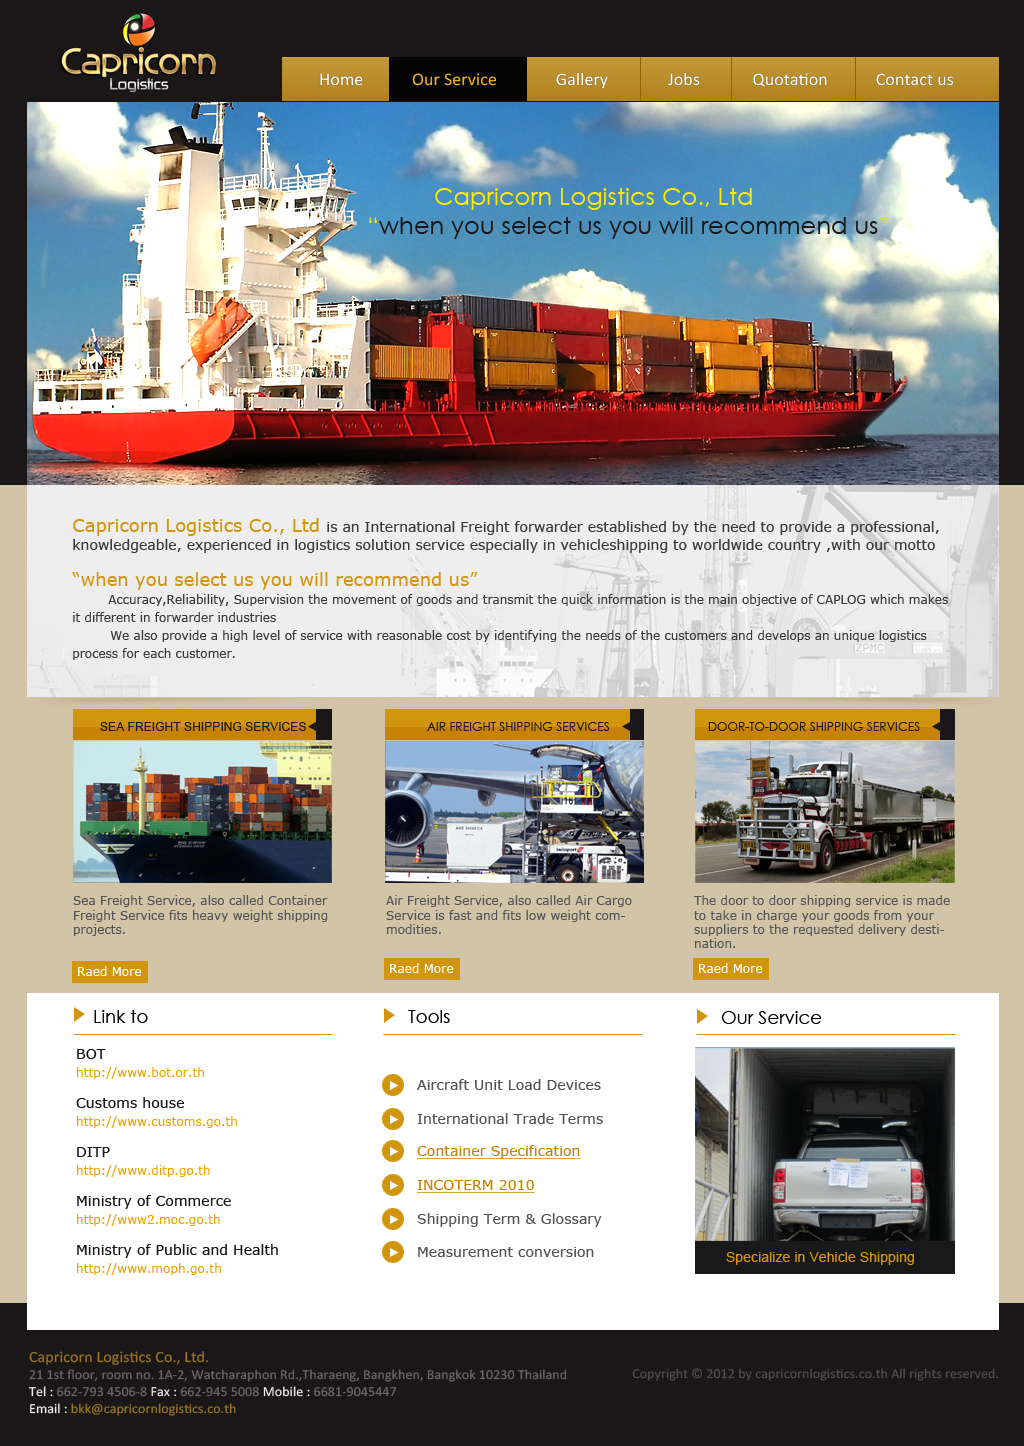 Capricorn
Logistics
Home
Our Service
Gallery
Jobs
Quotation
Contact us
Capricorn Logistics Co., Ltd
“when you select us you will recommend us”
Capricorn Logistics Co., Ltd is an International Freight forwarder established by the need to provide a professional,
knowledgeable, experienced in logistics solution service especially in vehicleshipping to worldwide country ,with our motto
“when you select us you will recommend us”
Accuracy,Reliability, Supervision the movement of goods and transmit the quick information is the main objective of CAPLOG which makes
it different in forwarder industries
We also provide a high level of service with reasonable cost by identifying the needs of the customers and develops an unique logistics
process for each customer.
ZPMC
SEA FREIGHT SHIPPING SERVICES
AIR FREIGHT SHIPPING SERVICES
DOOR-TO-DOOR SHIPPING SERVICES
Sea Freight Service, also called Container
Freight Service fits heavy weight shipping
projects.
Raed More
Air Freight Service, also called Air Cargo
Service is fast and fits low weight com-
modities.
Raed More
The door to door shipping service is made
to take in charge your goods from your
suppliers to the requested delivery desti-
nation.
Raed More
Link to
BOT
http://www.bot.or.th
Customs house
http://www.customs.go.th
DITP
http://www.ditp.go.th
Ministry of Commerce
http://www2.moc.go.th
Ministry of Public and Health
http://www.moph.go.th
Tools
Aircraft Unit Load Devices
International Trade Terms
Container Specification
INCOTERM 2010
Shipping Term & Glossary
Measurement conversion
Our Service
Specialize in Vehicle Shipping
Capricorn Logistics Co., Ltd.
21 1st floor, room no. 1A-2, Watcharaphon Rd.,Tharaeng, Bangkhen, Bangkok 10230 Thailand
Tel : 662-793 4506-8 Fax : 662-945 5008 Mobile : 6681-9045447
Email : bkk@capricornlogistics.co.th
Copyright © 2012 by capricornlogistics.co.th All rights reserved.